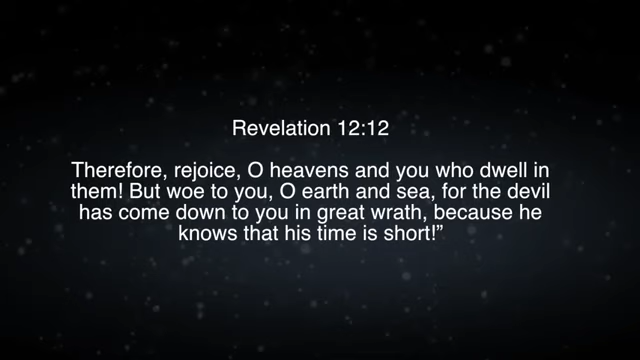 Revelation 12:12
Therefore, rejoice, O heavens and you who dwell in
them! But woe to you, O earth and sea, for the devil
has come down to you in great wrath, because he
knows that his time is short!”